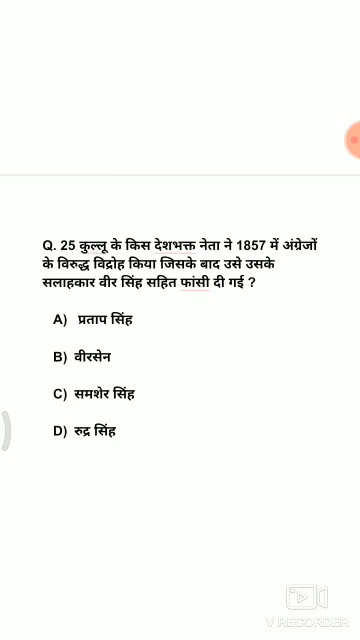 Q. 25 कुल्लू के किस देशभक्त नेता ने 1857 में अंग्रेजों
के विरुद्ध विद्रोह किया जिसके बाद उसे उसके
सलाहकार वीर सिंह सहित फांसी दी गई ?
A) प्रताप सिंह
B) वीरसेन
C) समशेर सिंह
D) रुद्र सिंह
V RECORDER